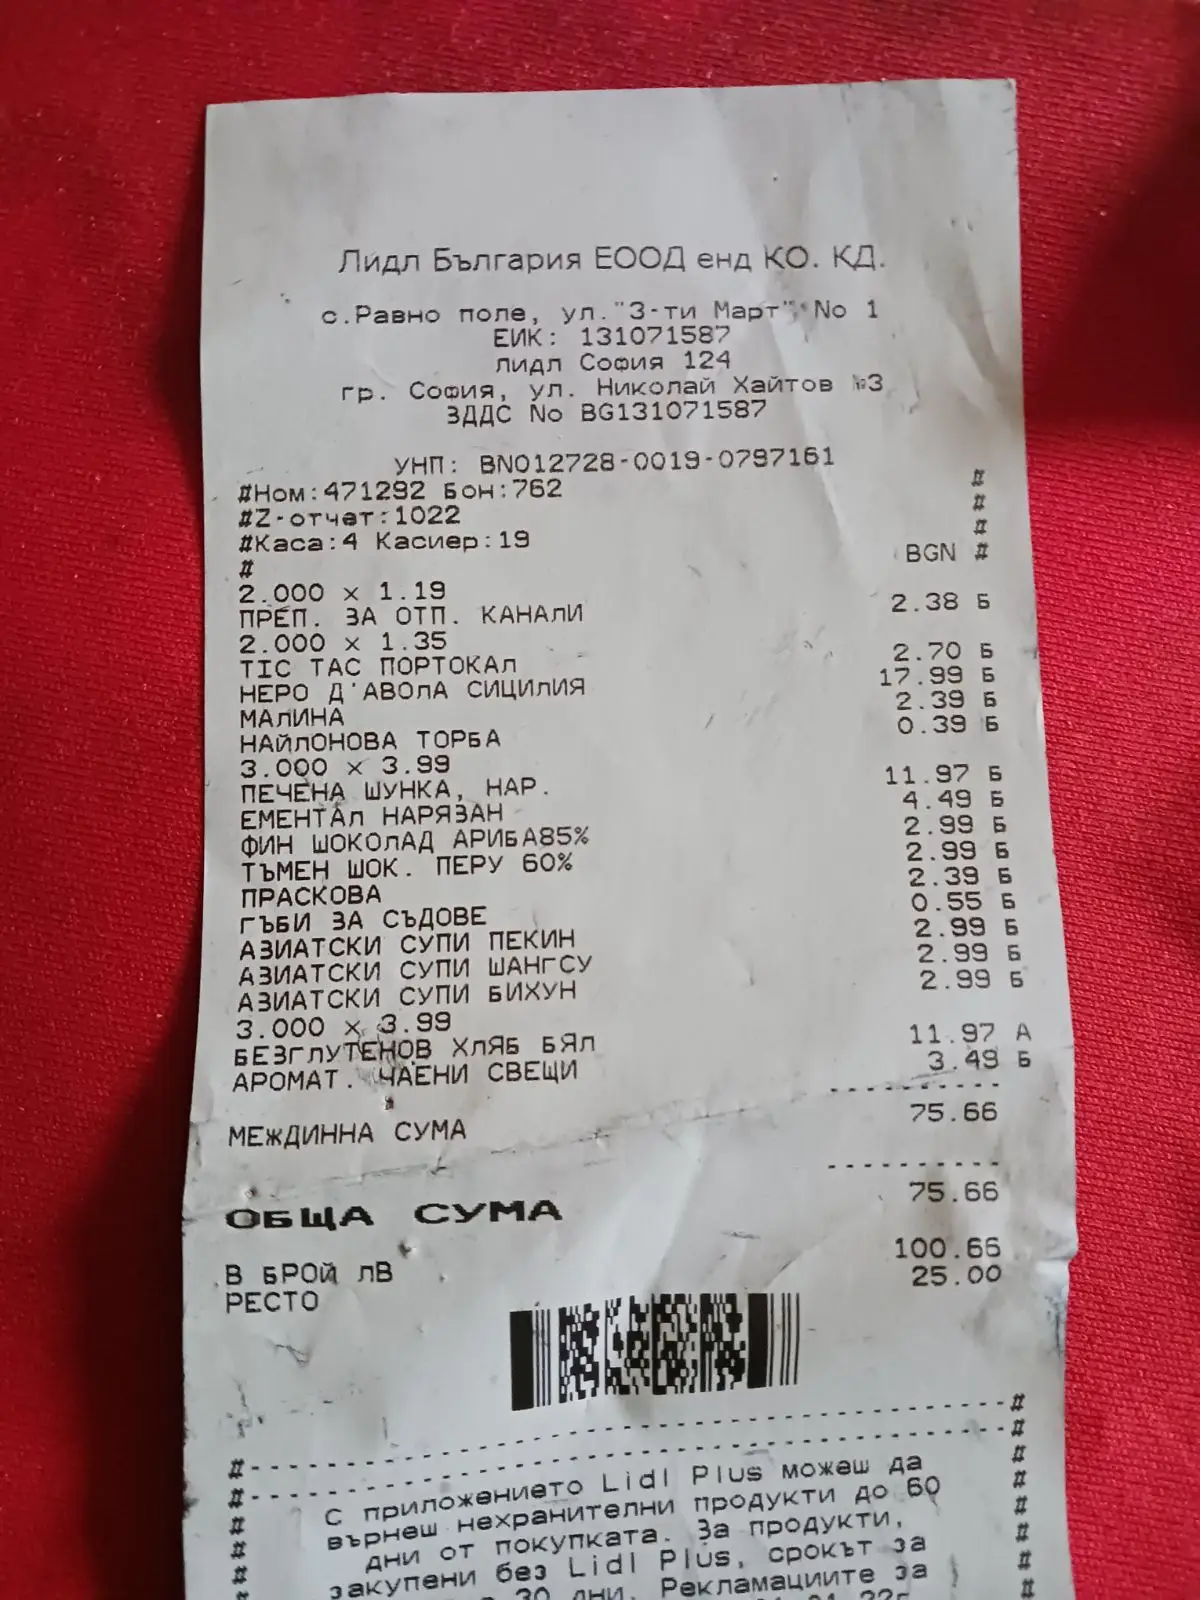 Лидл България ЕООД енд КО. КД.
с.Равно поле, ул."3-ти Март" No 1
ЕИК: 131071587
лидл София 124
гр. София, ул. Николай Хайтов №3
ЗДДС No BG131071587
УНП: BN012728-0019-0797161
#Ном:471292 Бон:762 #
#Z-отчет:1022 #
#Каса:4 Касиер:19 #
# BGN #
2.000 x 1.19
ПРЕП. ЗА ОТП. КАНАЛИ 2.38 Б
2.000 x 1.35
TIC TAC ПОРТОКАЛ 2.70 Б
НЕРО Д'АВОЛА СИЦИЛИЯ 17.99 Б
МАЛИНА 2.39 Б
НАЙЛОНОВА ТОРБА 0.39 Б
3.000 x 3.99
ПЕЧЕНА ШУНКА, НАР. 11.97 Б
ЕМЕНТАЛ НАРЯЗАН 4.49 Б
ФИН ШОКОЛАД АРИБА85% 2.99 Б
ТЪМЕН ШОК. ПЕРУ 60% 2.99 Б
ПРАСКОВА 2.39 Б
ГЪБИ ЗА СЪДОВЕ 0.55 Б
АЗИАТСКИ СУПИ ПЕКИН 2.99 Б
АЗИАТСКИ СУПИ ШАНГСУ 2.99 Б
АЗИАТСКИ СУПИ БИХУН 2.99 Б
3.000 x 3.99
БЕЗГЛУТЕНОВ ХЛЯБ БЯЛ 11.97 А
АРОМАТ. ЧАЕНИ СВЕЩИ 3.49 Б
МЕЖДИННА СУМА 75.66
ОБЩА СУМА 75.66
В БРОЙ ЛВ 100.66
РЕСТО 25.00
С приложението Lidl Plus можеш да
върнеш нехранителни продукти до 60
дни от покупката. За продукти,
закупени без Lidl Plus, срокът за
30 дни. Рекламациите за